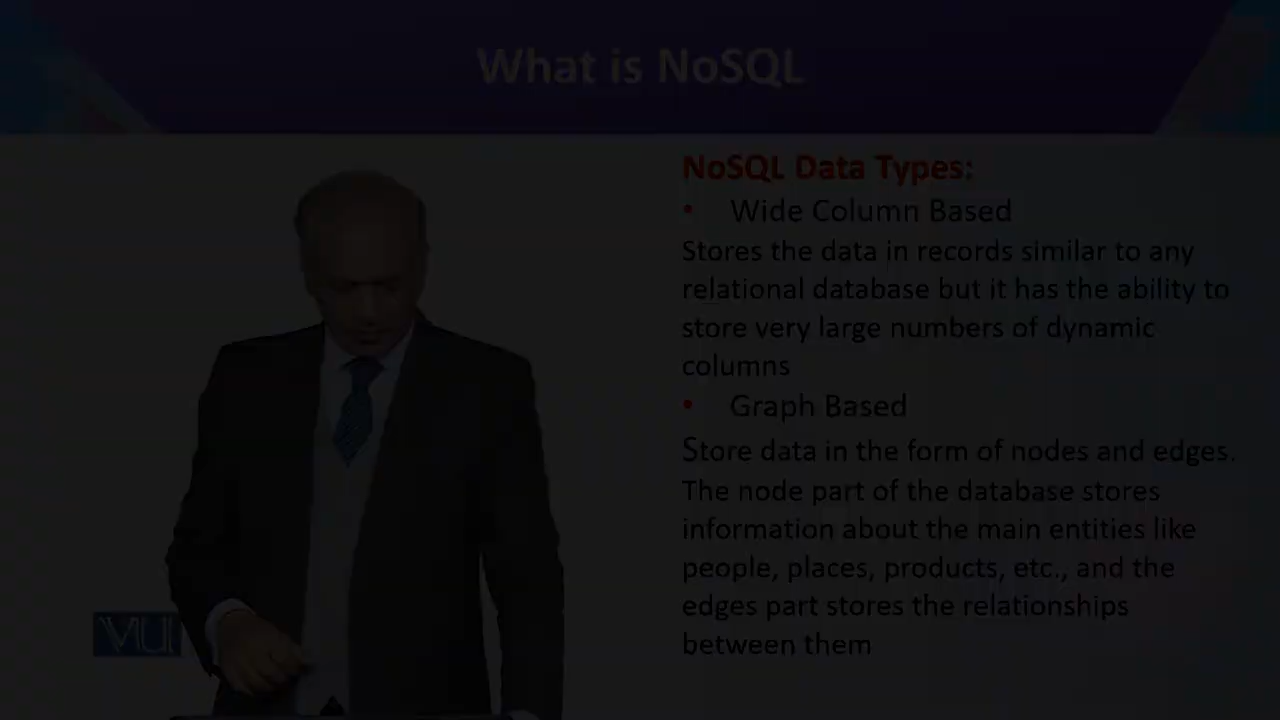 What is NoSQL
NoSQL Data Types:
• Wide Column Based
Stores the data in records similar to any
relational database but it has the ability to
store very large numbers of dynamic
columns
• Graph Based
Store data in the form of nodes and edges.
The node part of the database stores
information about the main entities like
people, places, products, etc., and the
edges part stores the relationships
between them
VU